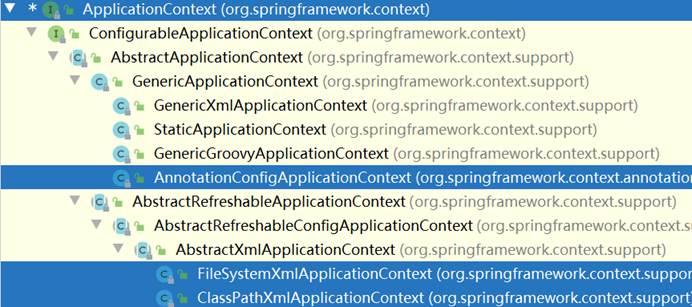 * I ApplicationContext (org.springframework.context)
I ConfigurableApplicationContext (org.springframework.context)
C AbstractApplicationContext (org.springframework.context.support)
C GenericApplicationContext (org.springframework.context.support)
C GenericXmlApplicationContext (org.springframework.context.support)
C StaticApplicationContext (org.springframework.context.support)
C GenericGroovyApplicationContext (org.springframework.context.support)
C AnnotationConfigApplicationContext (org.springframework.context.annotation
C AbstractRefreshableApplicationContext (org.springframework.context.support)
C AbstractRefreshableConfigApplicationContext (org.springframework.context.support)
C AbstractXmlApplicationContext (org.springframework.context.support)
C FileSystemXmlApplicationContext (org.springframework.context.suppor
C ClassPathXmlApplicationContext (org.springframework.context.support